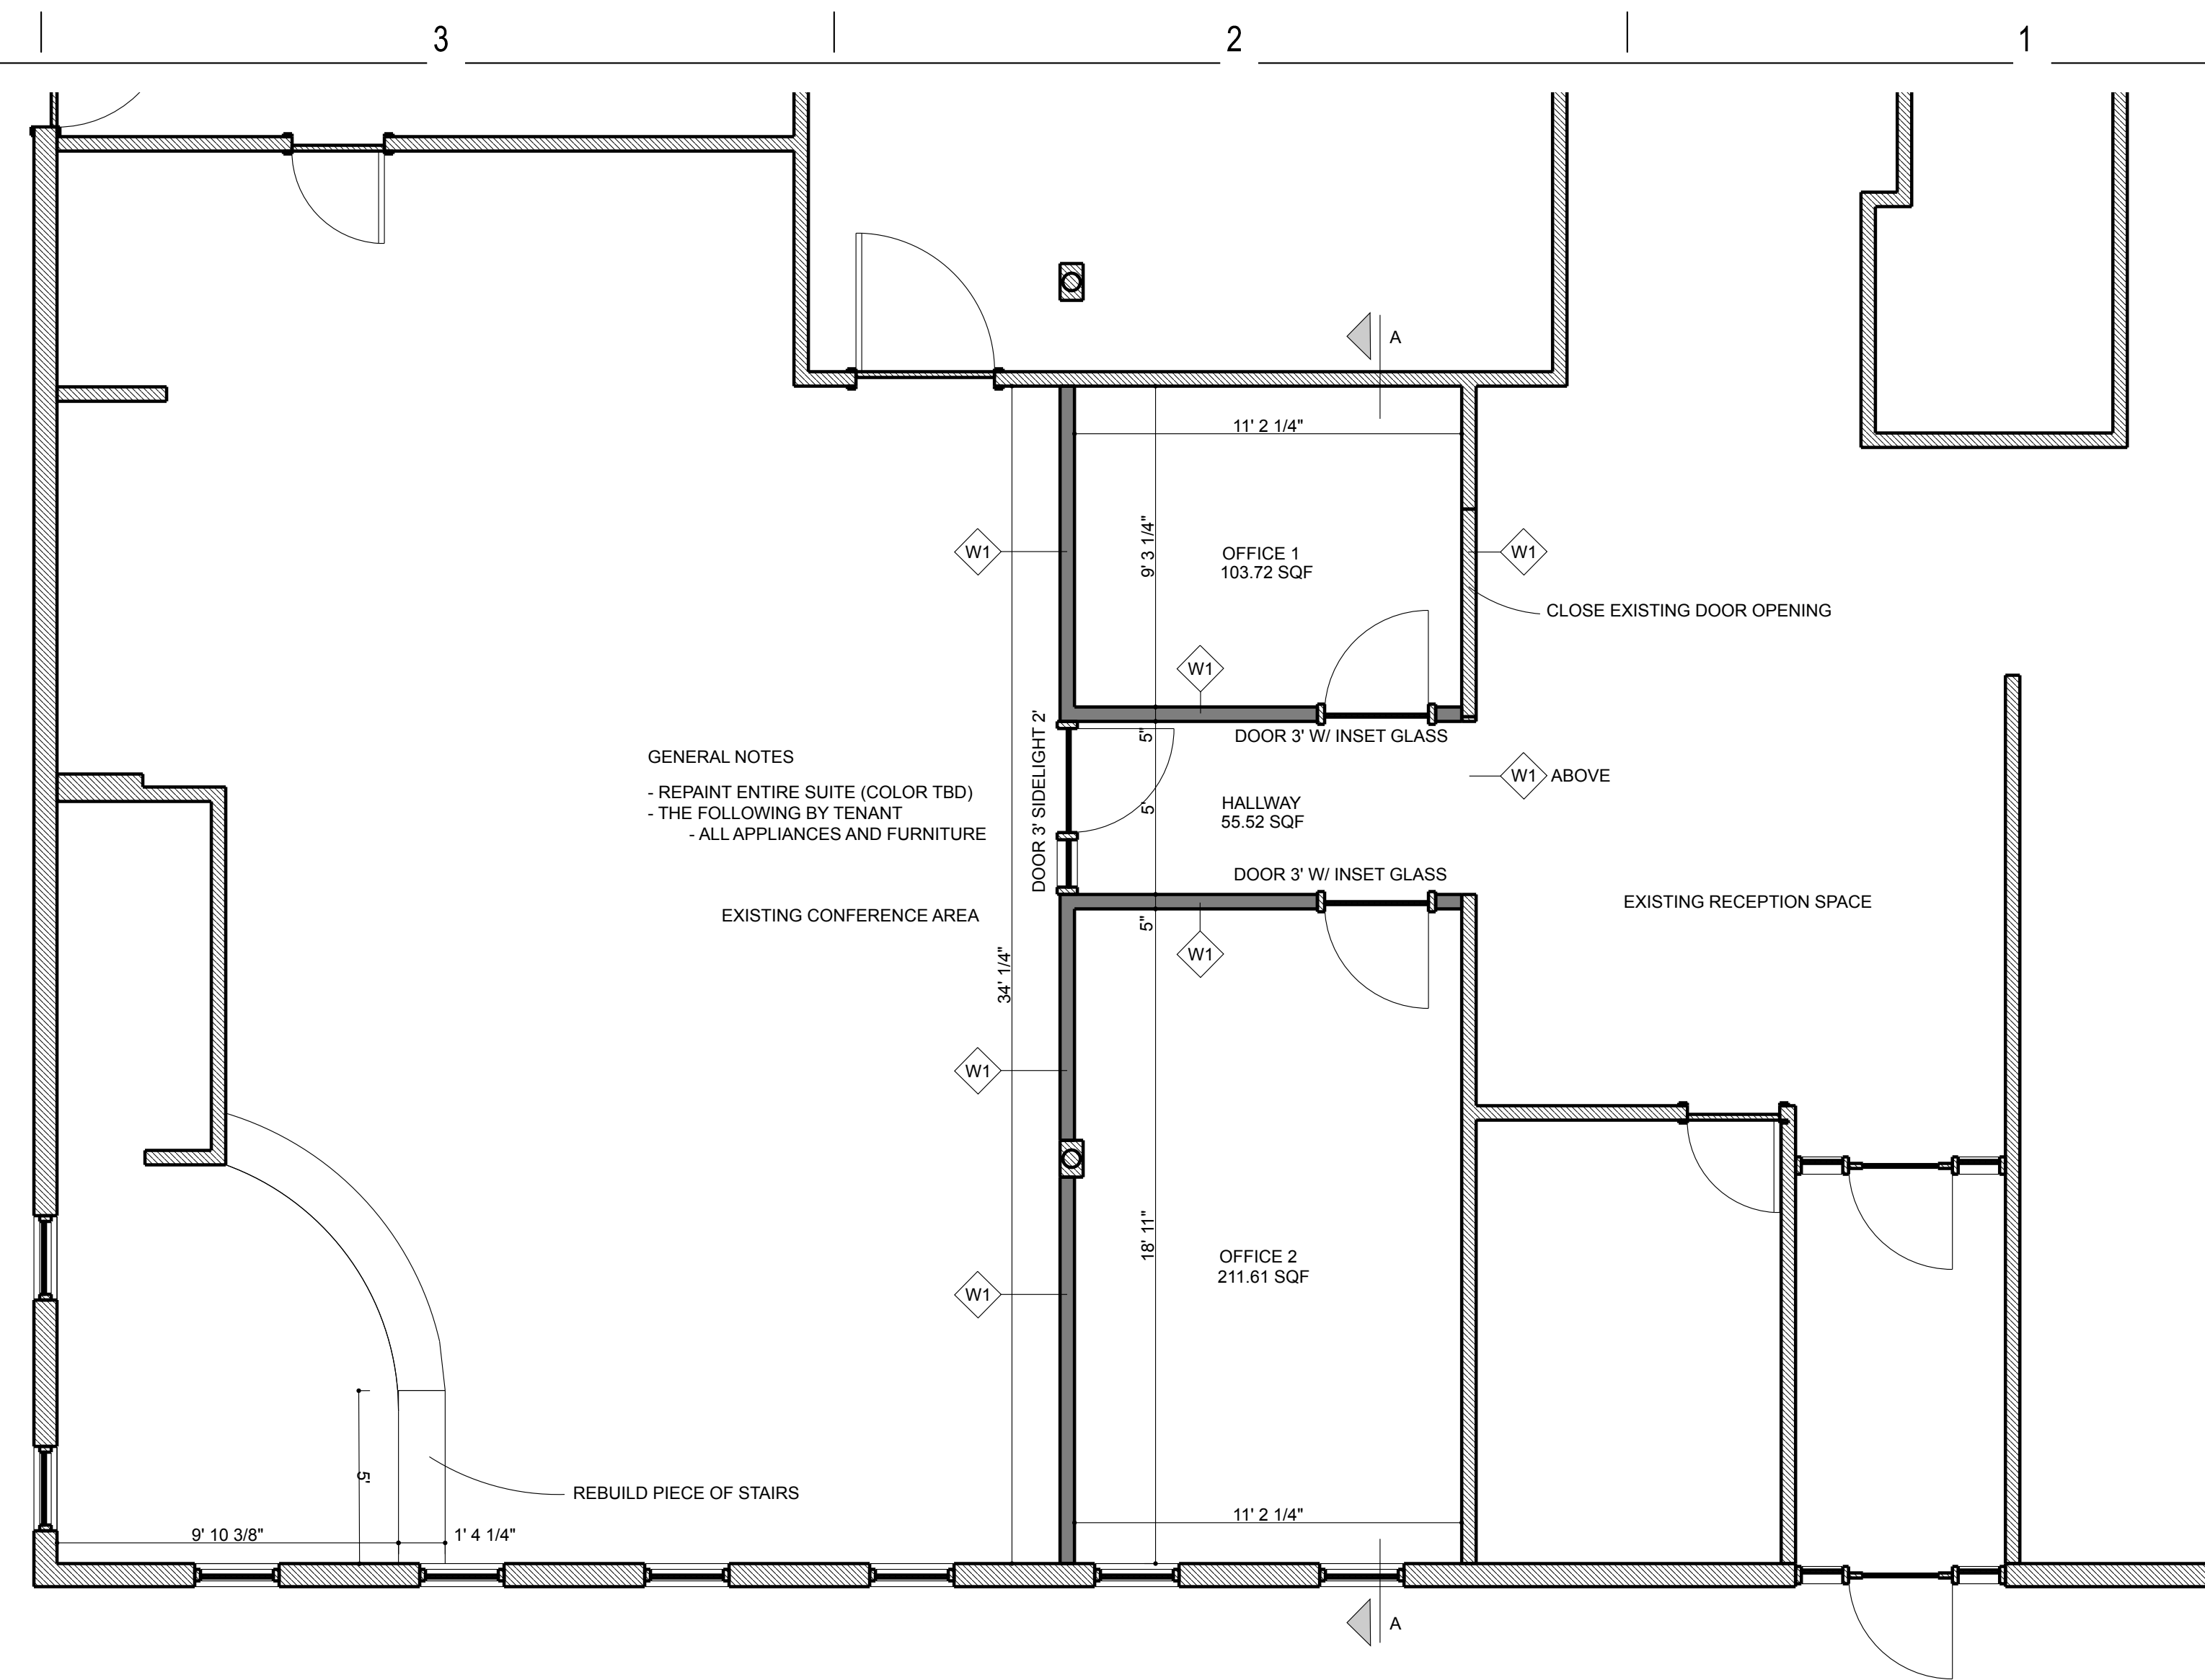 3
2
1
A
11' 2 1/4"
9' 3 1/4"
W1
OFFICE 1
103.72 SQF
W1
CLOSE EXISTING DOOR OPENING
W1
DOOR 3' SIDELIGHT 2'
5"
DOOR 3' W/ INSET GLASS
GENERAL NOTES
- REPAINT ENTIRE SUITE (COLOR TBD)
- THE FOLLOWING BY TENANT
- ALL APPLIANCES AND FURNITURE
5'
HALLWAY
55.52 SQF
W1 ABOVE
DOOR 3' W/ INSET GLASS
EXISTING CONFERENCE AREA
5"
EXISTING RECEPTION SPACE
W1
34' 1/4"
W1
18' 11"
OFFICE 2
211.61 SQF
W1
5'
REBUILD PIECE OF STAIRS
9' 10 3/8"
1' 4 1/4"
11' 2 1/4"
A